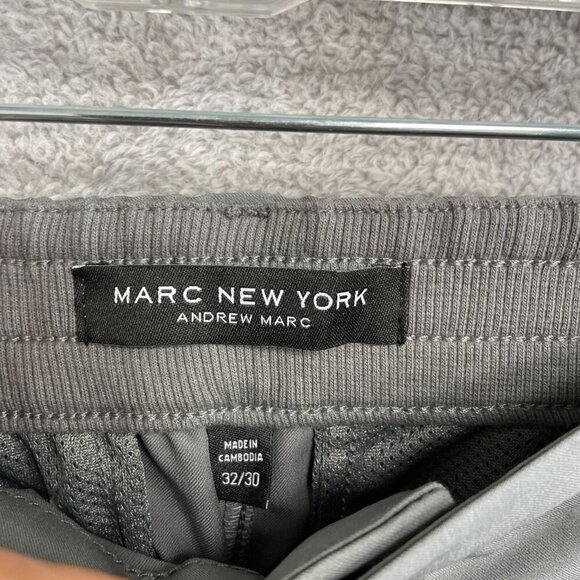 MARC NEW YORK
ANDREW MARC
MADE IN
CAMBODIA
32/30